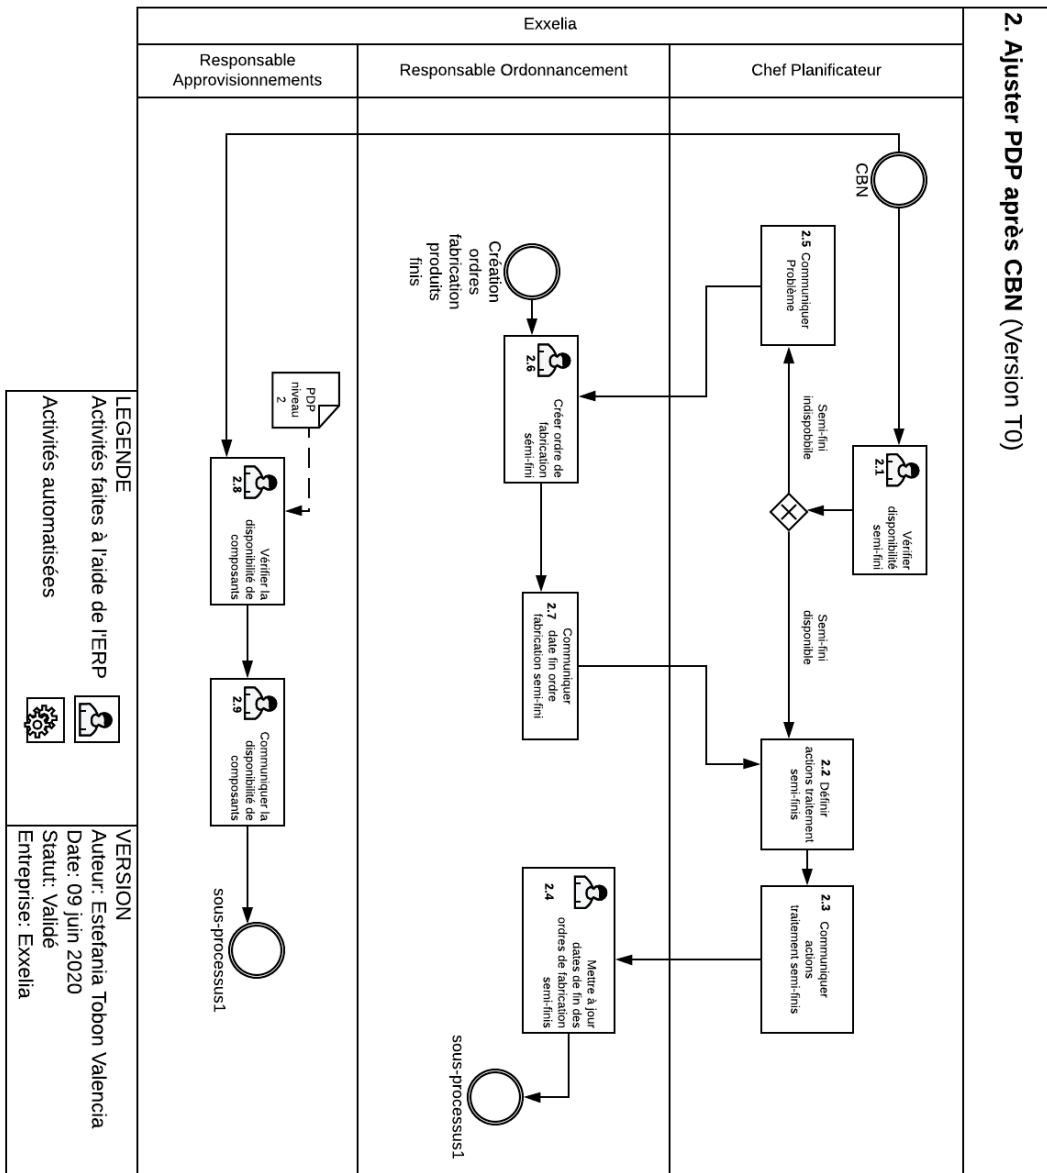 2. Ajuster PDP après CBN (Version T0)
Exxelia
Chef Planificateur
Responsable Ordonnancement
Responsable
Approvisionnements
CBN
2.5 Communiquer
Problème
Semi-fini
indispobbile
2.1
Vérifier
disponibilité
semi-fini
Semi-fini
disponible
2.2 Définir
actions traitement
semi-finis
2.3 Communiquer
actions
traitement semi-finis
Création
ordres
fabrication
produits
finis
2.6
Créer ordre de
fabrication
sémi-fini
2.7
Communiquer
date fin ordre
fabrication semi-fini
2.4
Mettre à jour
dates de fin des
ordres de fabrication
semi-finis
sous-processus1
PDP
niveau
2
2.8
Vérifier la
disponibilité de
composants
2.9
Communiquer la
disponibilité de
composants
sous-processus1
LEGENDE
Activités faites à l'aide de l'ERP
Activités automatisées
VERSION
Auteur: Estefania Tobon Valencia
Date: 09 juin 2020
Statut: Validé
Entreprise: Exxelia